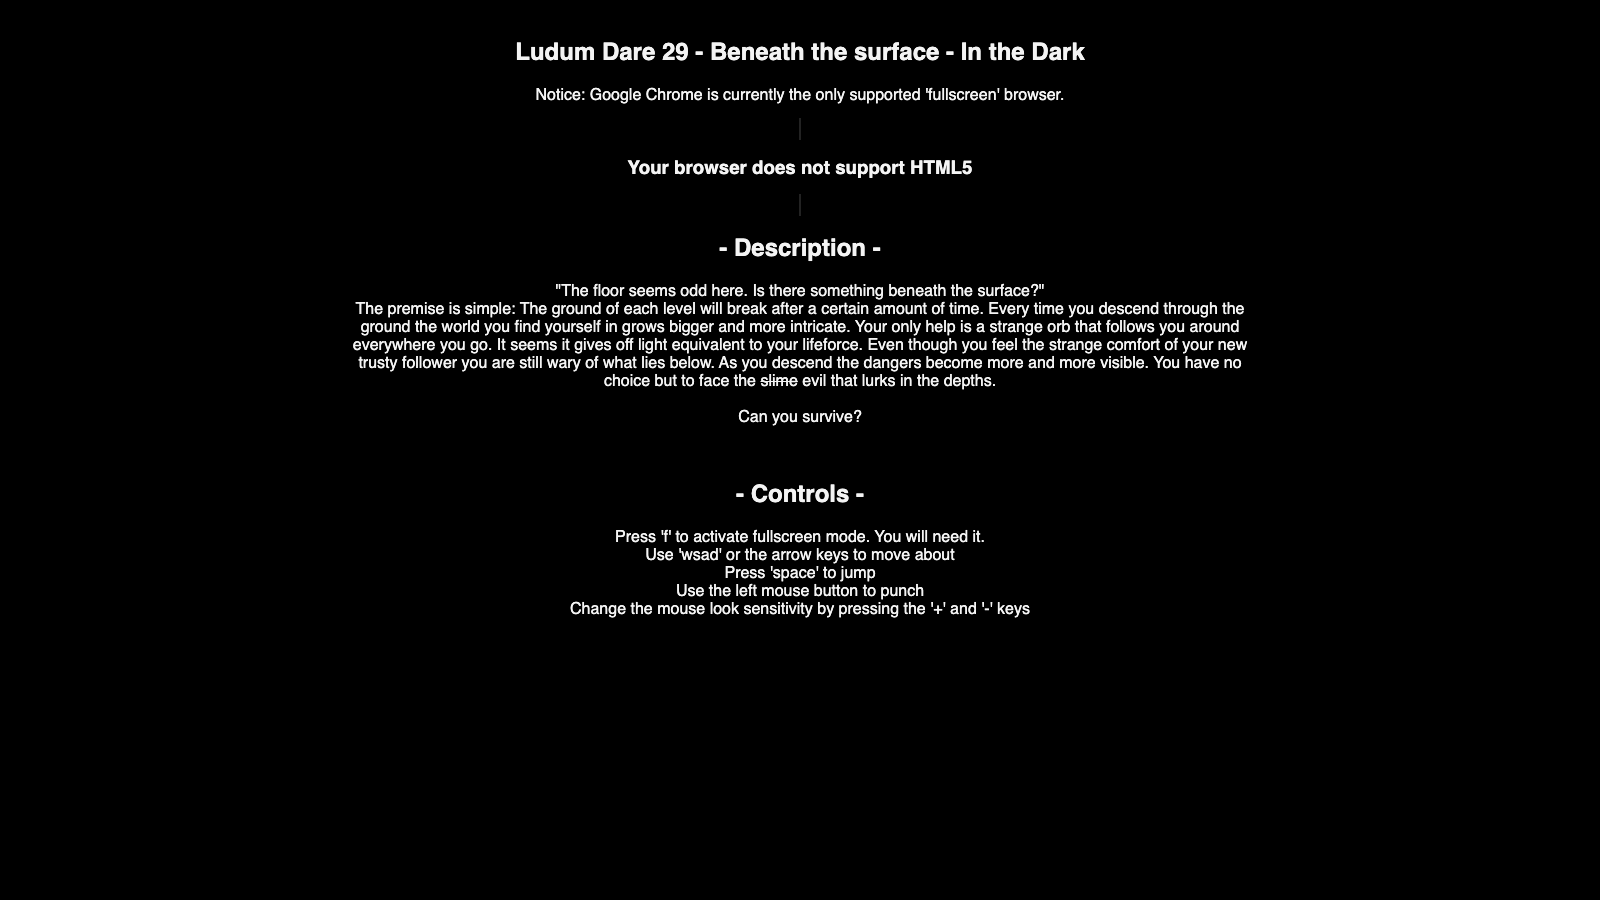 Ludum Dare 29 - Beneath the surface - In the Dark
Notice: Google Chrome is currently the only supported 'fullscreen' browser.
Your browser does not support HTML5
- Description -
"The floor seems odd here. Is there something beneath the surface?"
The premise is simple: The ground of each level will break after a certain amount of time. Every time you descend through the
ground the world you find yourself in grows bigger and more intricate. Your only help is a strange orb that follows you around
everywhere you go. It seems it gives off light equivalent to your lifeforce. Even though you feel the strange comfort of your new
trusty follower you are still wary of what lies below. As you descend the dangers become more and more visible. You have no
choice but to face the slime evil that lurks in the depths.
Can you survive?
- Controls -
Press 'f' to activate fullscreen mode. You will need it.
Use 'wsad' or the arrow keys to move about
Press 'space' to jump
Use the left mouse button to punch
Change the mouse look sensitivity by pressing the '+' and '-' keys